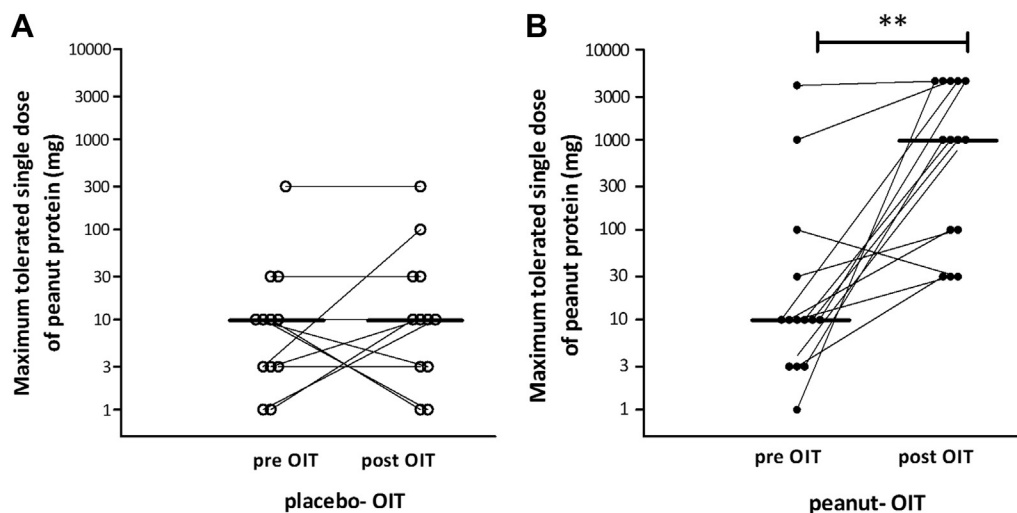 A
Maximum tolerated single dose
of peanut protein (mg)
10000
3000
1000
300
100
30
10
3
1
pre OIT
post OIT
placebo- OIT
B
**
Maximum tolerated single dose
of peanut protein (mg)
10000
3000
1000
300
100
30
10
3
1
pre OIT
post OIT
peanut- OIT